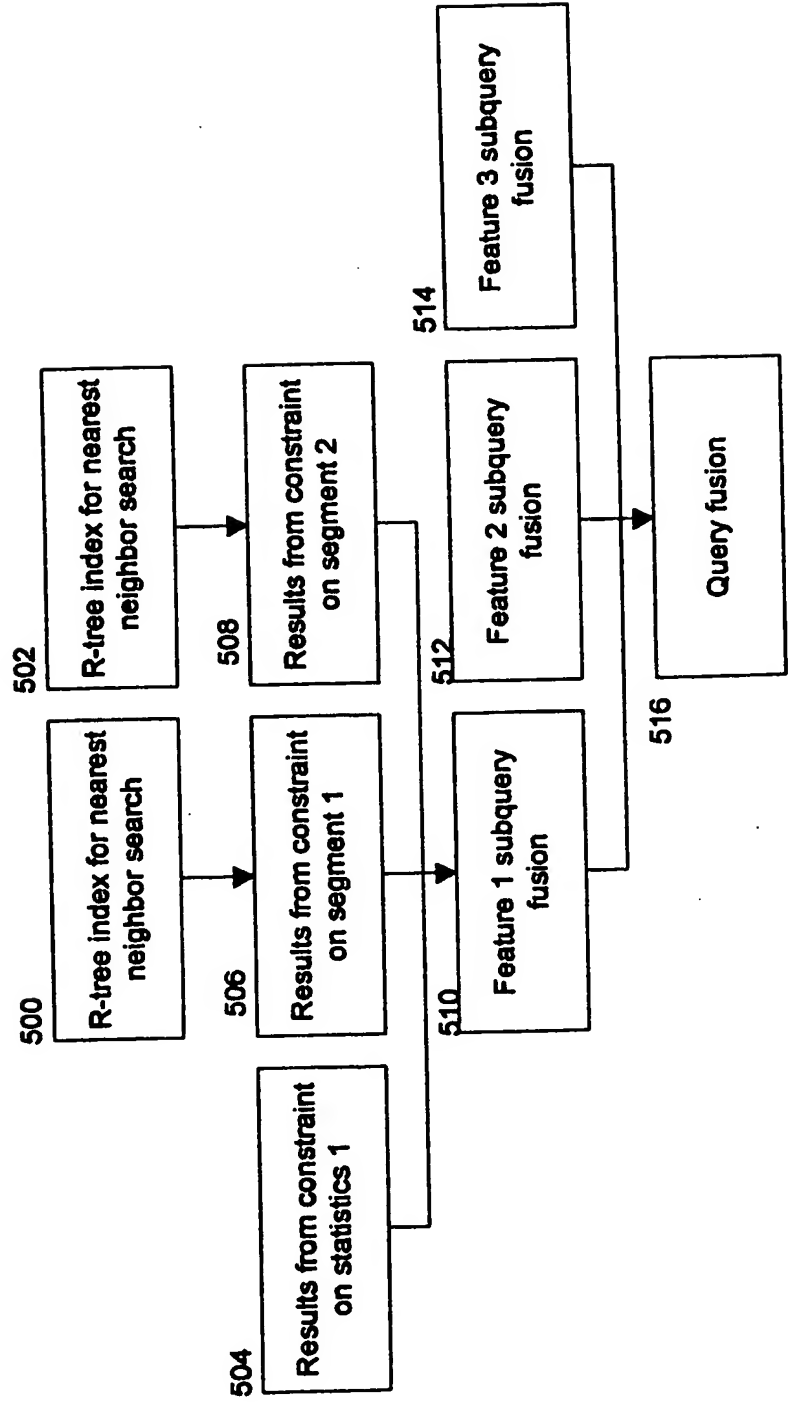 500
R-tree index for nearest
neighbor search
502
R-tree index for nearest
neighbor search
504
Results from constraint
on statistics 1
506
Results from constraint
on segment 1
508
Results from constraint
on segment 2
510
Feature 1 subquery
fusion
512
Feature 2 subquery
fusion
514
Feature 3 subquery
fusion
516
Query fusion